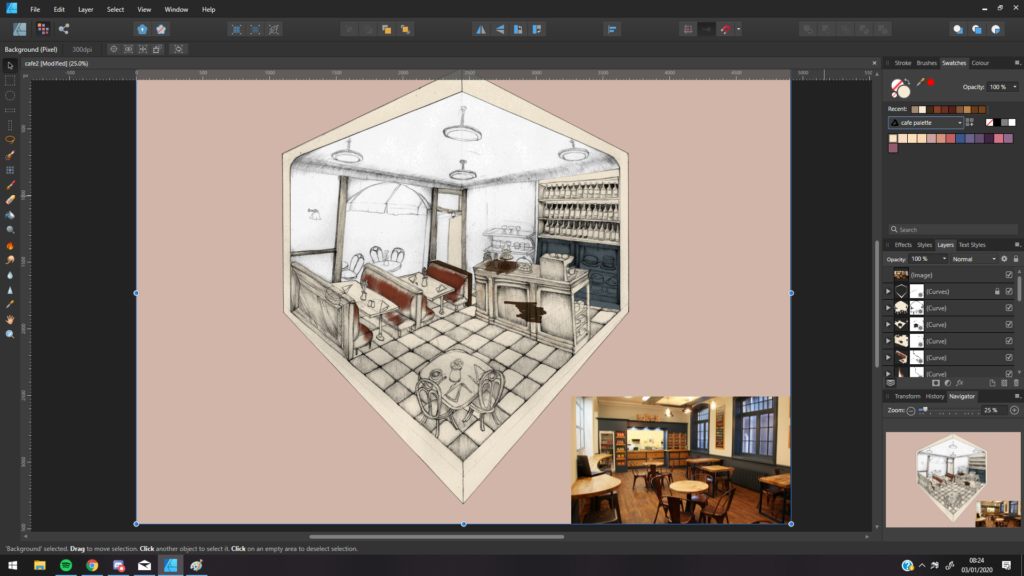 File Edit Layer Select View Window Help
Background (Pixel) 300dpi
cafe2 [Modified] (25.0%)
Stroke Brushes Swatches Colour
Opacity: 100 %
Recent:
cafe palette
Search
Effects Styles Layers Text Styles
Opacity: 100 % Normal
(Image)
(Curves)
(Curve)
(Curve)
(Curve)
(Curve)
(Curve)
Transform History Navigator
Zoom: 25 %
'Background' selected. Drag to move selection. Click another object to select it. Click on an empty area to deselect selection.
08:24
03/01/2020